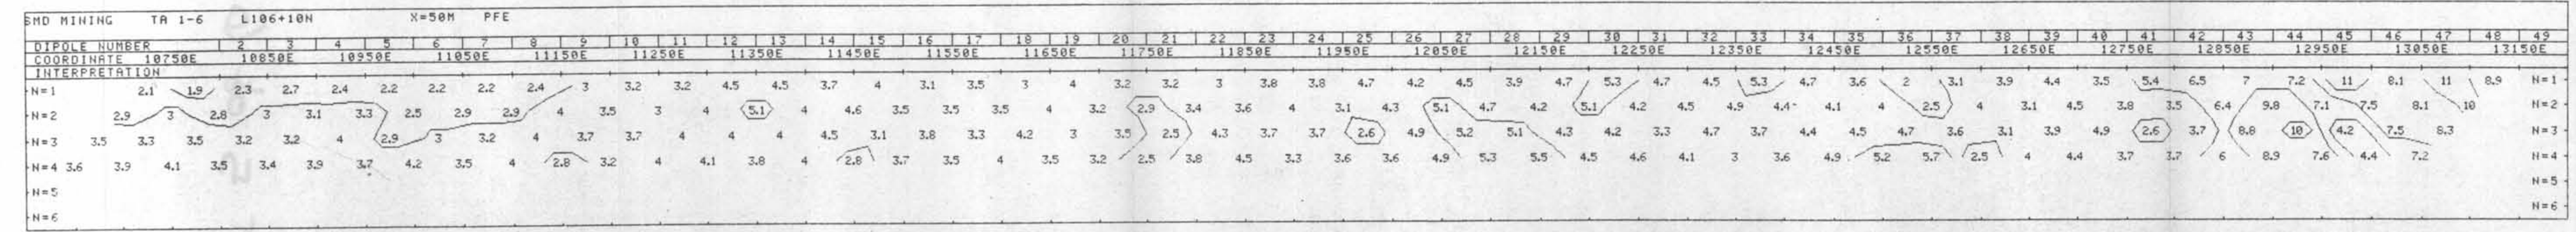 SMD MINING TA 1-6 L106+10N X=50M PFE
DIPOLE NUMBER 2 3 4 5 6 7 8 9 10 11 12 13 14 15 16 17 18 19 20 21 22 23 24 25 26 27 28 29 30 31 32 33 34 35 36 37 38 39 40 41 42 43 44 45 46 47 48 49
COORDINATE 10750E 10850E 10950E 11050E 11150E 11250E 11350E 11450E 11550E 11650E 11750E 11850E 11950E 12050E 12150E 12250E 12350E 12450E 12550E 12650E 12750E 12850E 12950E 13050E 13150E
INTERPRETATION
N=1 2.1 1.9 2.3 2.7 2.4 2.2 2.2 2.2 2.4 3 3.2 3.2 4.5 4.5 3.7 4 3.1 3.5 3 4 3.2 3.2 3 3.8 3.8 4.7 4.2 4.5 3.9 4.7 5.3 4.7 4.5 5.3 4.7 3.6 2 3.1 3.9 4.4 3.5 5.4 6.5 7 7.2 11 8.1 11 8.9 N=1
N=2 2.9 3 2.8 3 3.1 3.3 2.5 2.9 2.9 4 3.5 3 4 5.1 4 4.6 3.5 3.5 3.5 4 3.2 2.9 3.4 3.6 4 3.1 4.3 5.1 4.7 4.2 5.1 4.2 4.5 4.9 4.4 4.1 4 2.5 4 3.1 4.5 3.8 3.5 6.4 9.8 7.1 7.5 8.1 10 N=2
N=3 3.5 3.3 3.5 3.2 3.2 4 2.9 3 3.2 4 3.7 3.7 4 4 4 4.5 3.1 3.8 3.3 4.2 3 3.5 2.5 4.3 3.7 3.7 2.6 4.9 5.2 5.1 4.3 4.2 3.3 4.7 3.7 4.4 4.5 4.7 3.6 3.1 3.9 4.9 2.6 3.7 8.8 10 4.2 7.5 8.3 N=3
N=4 3.6 3.9 4.1 3.5 3.4 3.9 3.7 4.2 3.5 4 2.8 3.2 4 4.1 3.8 4 2.8 3.7 3.5 4 3.5 3.2 2.5 3.8 4.5 3.3 3.6 3.6 4.9 5.3 5.5 4.5 4.6 4.1 3 3.6 4.9 5.2 5.7 2.5 4 4.4 3.7 3.7 6 8.9 7.6 4.4 7.2 N=4
N=5 N=5
N=6 N=6